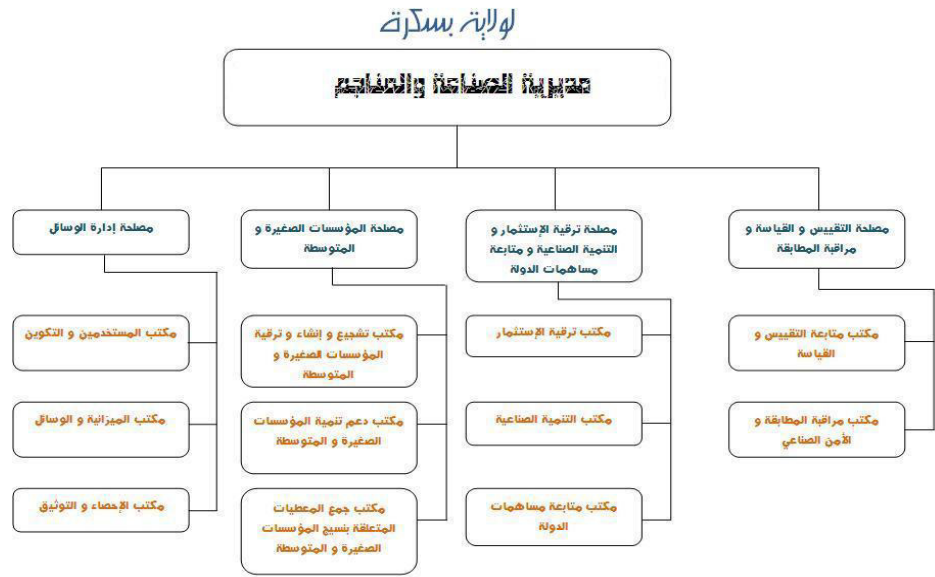 لولاية بسكرة
مديرية الصناعة والمناجم
مصلحة التقييس و القياسة و
مراقبة المطابقة
مكتب متابعة التقييس و
القياسة
مكتب مراقبة المطابقة و
الأمن الصناعي
مصلحة ترقية الإستثمار و
التنمية الصناعية و متابعة
مساهمات الدولة
مكتب ترقية الإستثمار
مكتب التنمية الصناعية
مكتب متابعة مساهمات
الدولة
مصلحة المؤسسات الصغيرة و
المتوسطة
مكتب تشجيع و إنشاء و ترقية
المؤسسات الصغيرة و
المتوسطة
مكتب دعم تنمية المؤسسات
الصغيرة و المتوسطة
مكتب جمع المعطيات
المتعلقة بنسيج المؤسسات
الصغيرة و المتوسطة
مصلحة إدارة الوسائل
مكتب المستخدمين و التكوين
مكتب الميزانية و الوسائل
مكتب الإحصاء و التوثيق